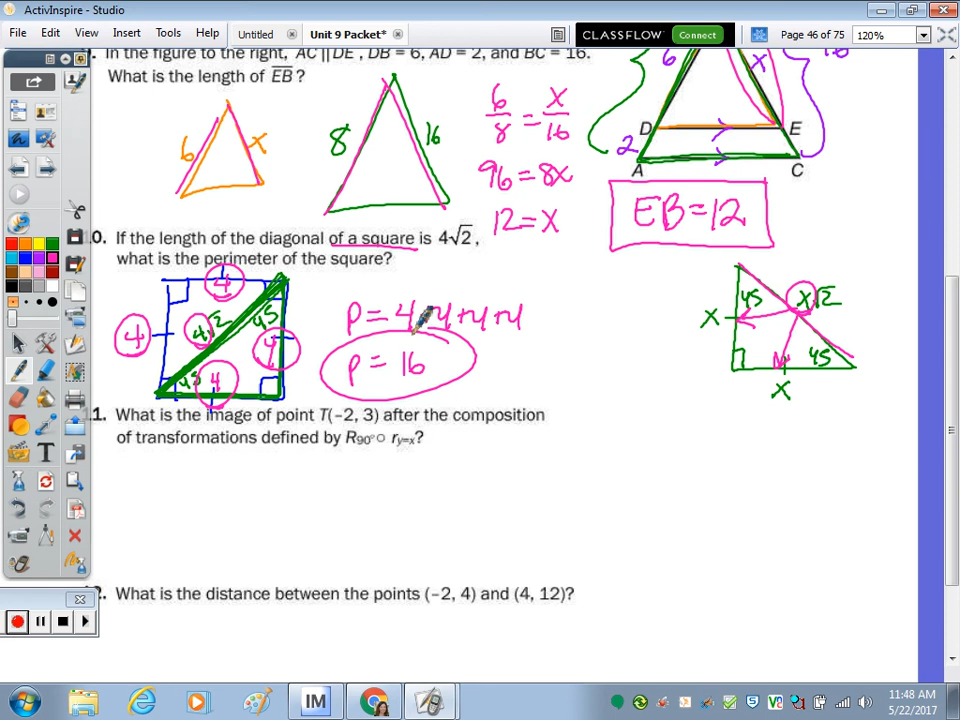 ActivInspire - Studio
File Edit View Insert Tools Help
Untitled
Unit 9 Packet*
CLASSFLOW
Connect
Page 46 of 75
120%
In the figure to the right, AC || DE , DB = 6, AD = 2, and BC = 16.
What is the length of EB?
6 x
8 16
6/8 = x/16
96 = 8x
12 = x
6 x 16
D E
2
A C
EB = 12
10. If the length of the diagonal of a square is 4√2,
what is the perimeter of the square?
4
4 4√2 45 4
45 4
P = 4+4+4+4
P = 16
45 x√2
x
45
x
11. What is the image of point T(−2, 3) after the composition
of transformations defined by R90° ○ ry=x?
2. What is the distance between the points (−2, 4) and (4, 12)?
IM
11:48 AM
5/22/2017